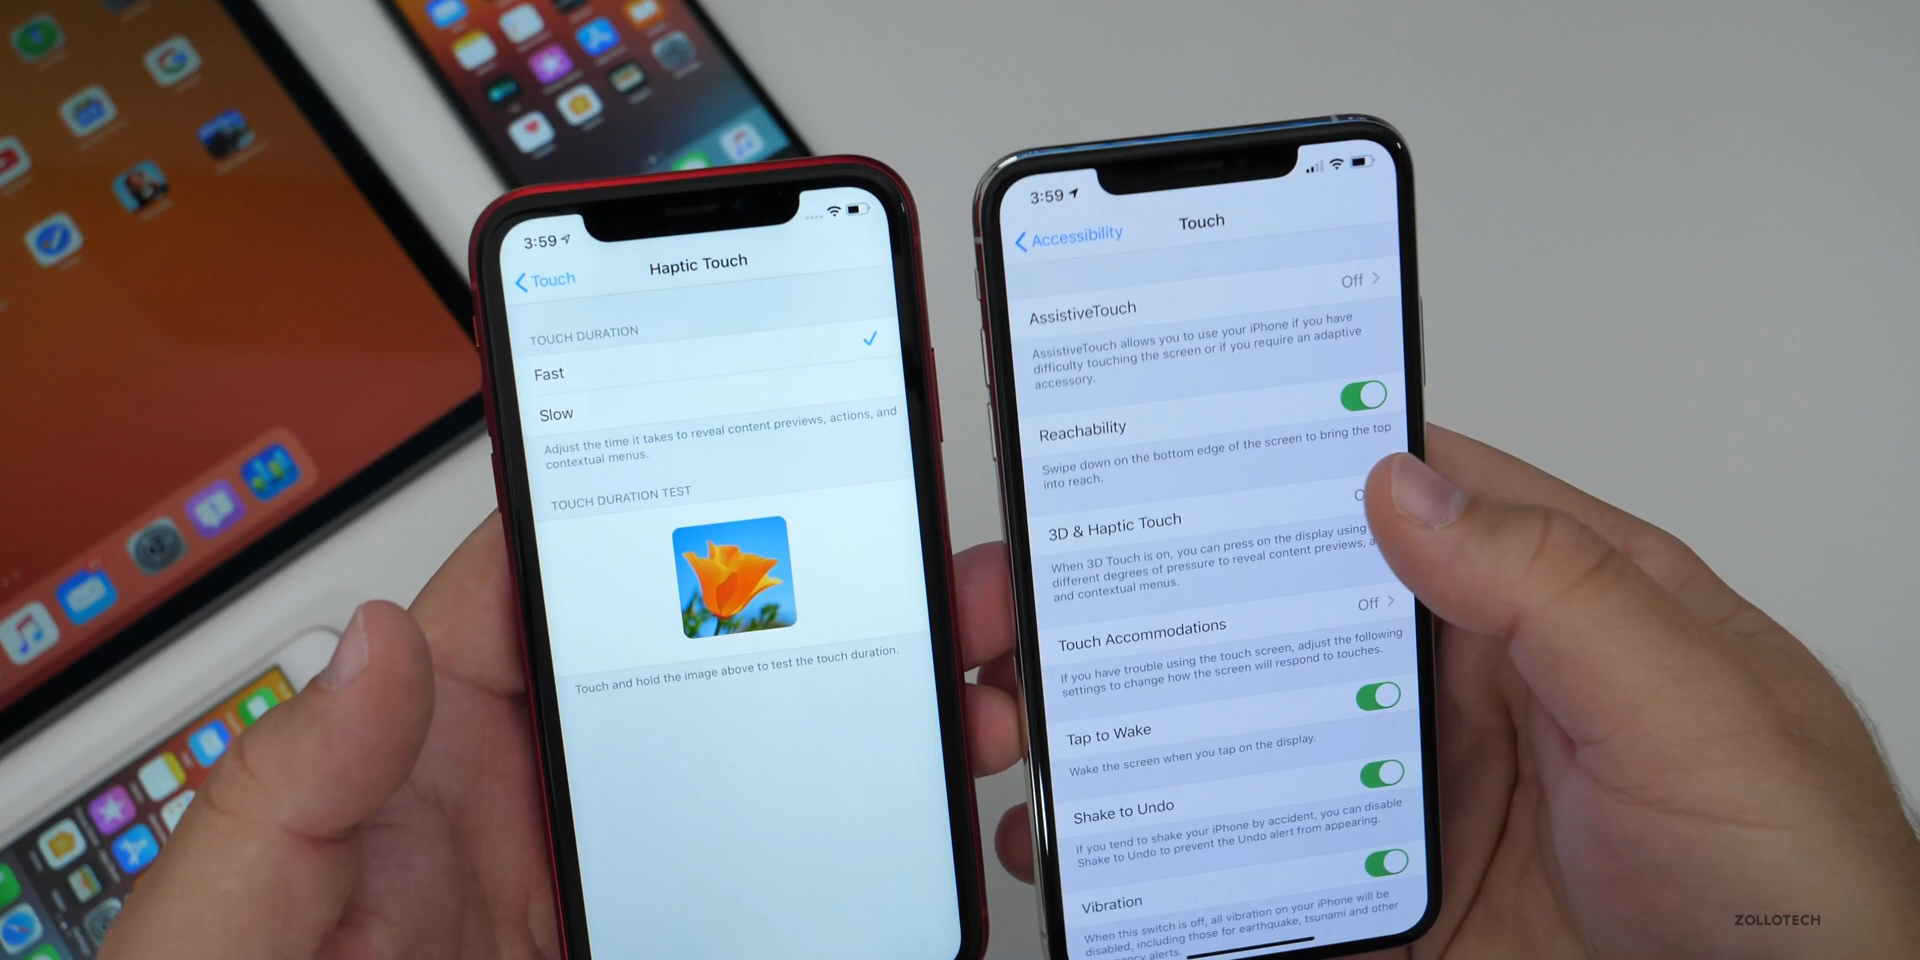 3:59
Touch
Haptic Touch
TOUCH DURATION
Fast
Slow
Adjust the time it takes to reveal content previews, actions, and
contextual menus.
TOUCH DURATION TEST
Touch and hold the image above to test the touch duration.
3:59
Accessibility
Touch
AssistiveTouch
Off
AssistiveTouch allows you to use your iPhone if you have
difficulty touching the screen or if you require an adaptive
accessory.
Reachability
Swipe down on the bottom edge of the screen to bring the top
into reach.
3D & Haptic Touch
When 3D Touch is on, you can press on the display using
different degrees of pressure to reveal content previews,
and contextual menus.
Touch Accommodations
Off
If you have trouble using the touch screen, adjust the following
settings to change how the screen will respond to touches.
Tap to Wake
Wake the screen when you tap on the display.
Shake to Undo
If you tend to shake your iPhone by accident, you can disable
Shake to Undo to prevent the Undo alert from appearing.
Vibration
When this switch is off, all vibration on your iPhone will be
disabled, including those for earthquake, tsunami and other
alerts.
ZOLLOTECH